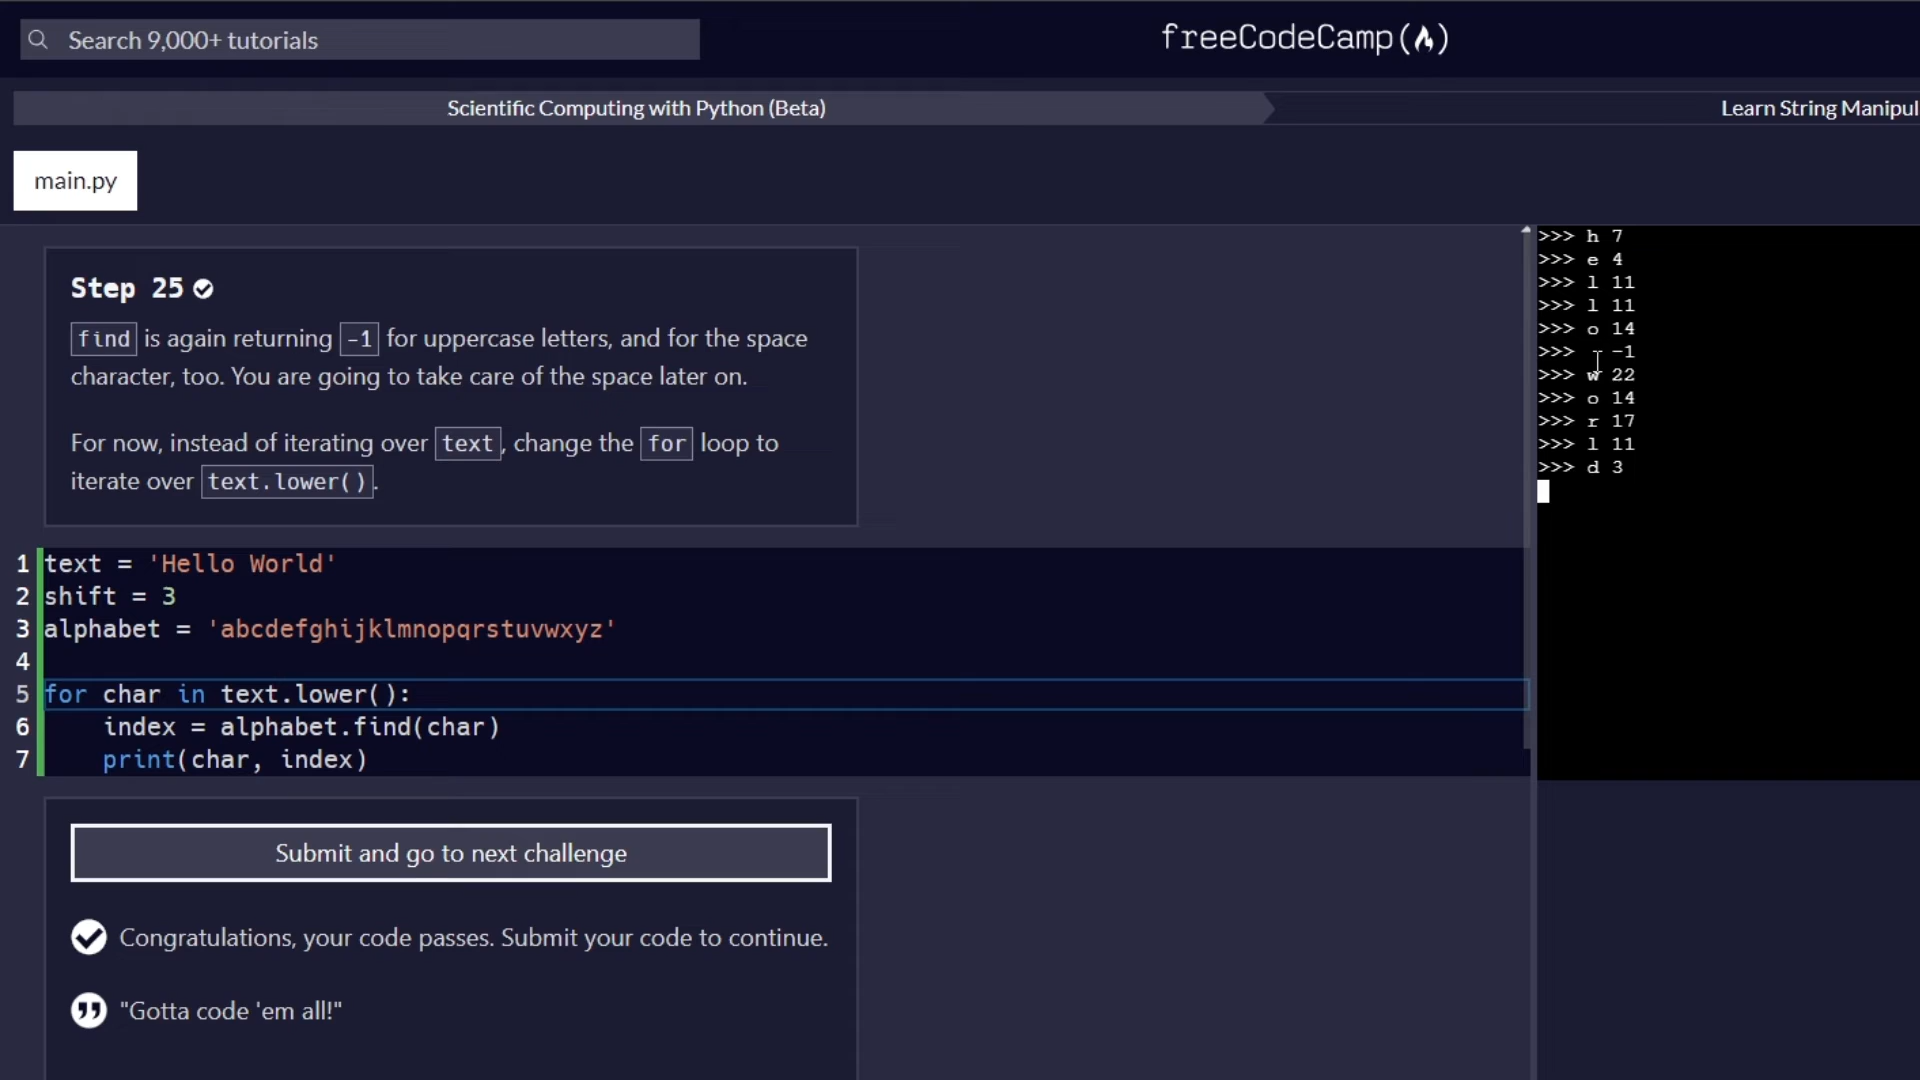 Search 9,000+ tutorials
freeCodeCamp
Scientific Computing with Python (Beta)
Learn String Manipul
main.py
Step 25
find is again returning -1 for uppercase letters, and for the space
character, too. You are going to take care of the space later on.
For now, instead of iterating over text, change the for loop to
iterate over text.lower().
1 text = 'Hello World'
2 shift = 3
3 alphabet = 'abcdefghijklmnopqrstuvwxyz'
4
5 for char in text.lower():
6     index = alphabet.find(char)
7     print(char, index)
Submit and go to next challenge
Congratulations, your code passes. Submit your code to continue.
"Gotta code 'em all!"
>>> h 7
>>> e 4
>>> l 11
>>> l 11
>>> o 14
>>>   -1
>>> w 22
>>> o 14
>>> r 17
>>> l 11
>>> d 3